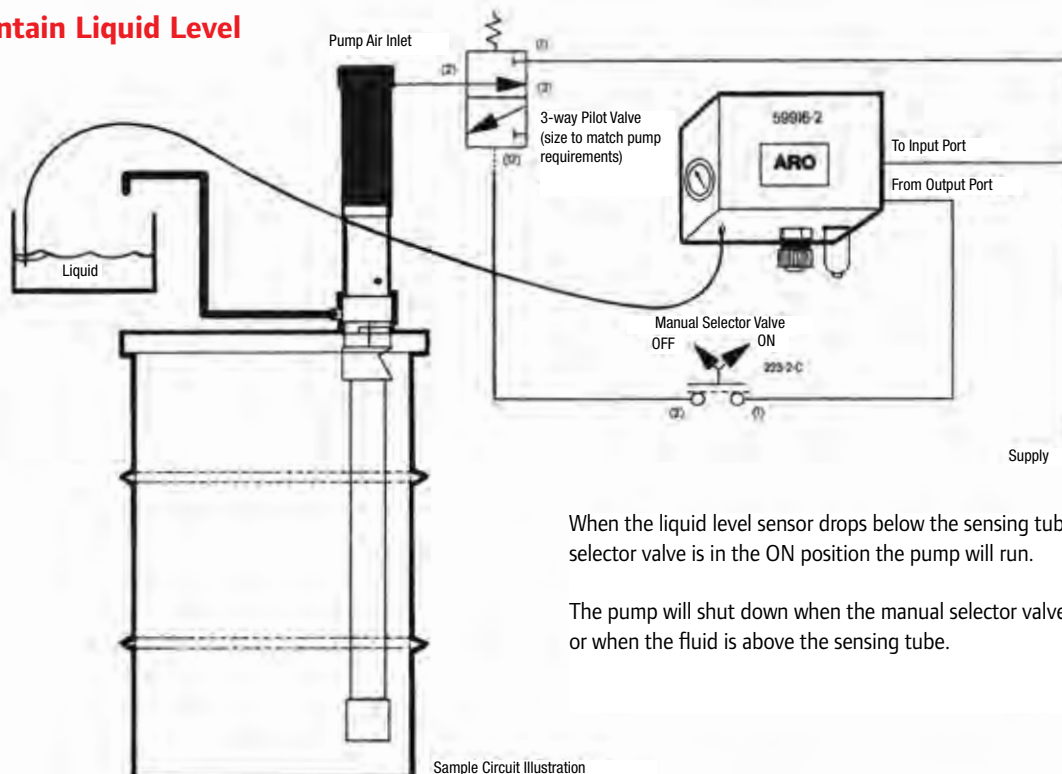 ntain Liquid Level
Pump Air Inlet
(1)
(2)
(3)
3-way Pilot Valve
(size to match pump
requirements)
(12)
59916-2
ARO
To Input Port
From Output Port
Liquid
Manual Selector Valve
OFF
ON
223-2-C
(2)
(1)
Supply
When the liquid level sensor drops below the sensing tub
selector valve is in the ON position the pump will run.
The pump will shut down when the manual selector valve
or when the fluid is above the sensing tube.
Sample Circuit Illustration